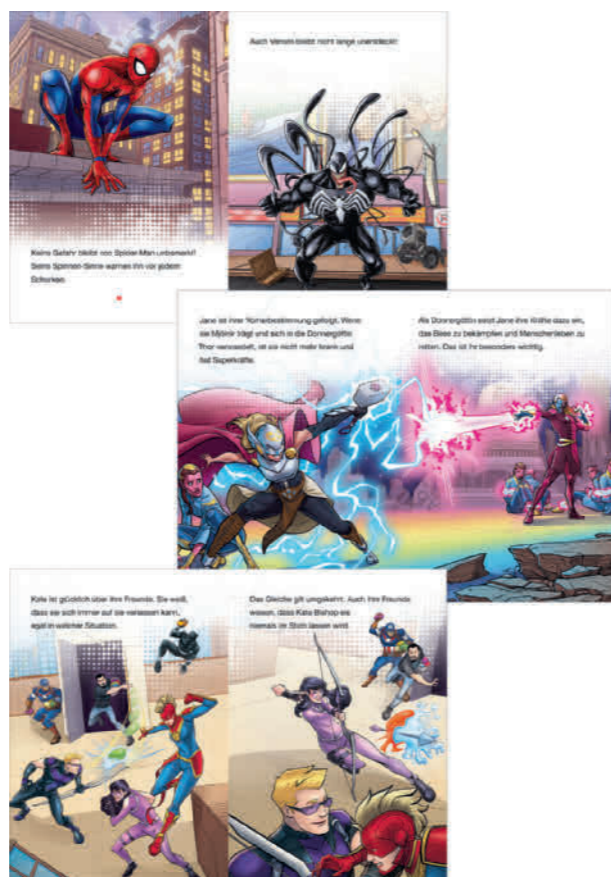 Keine Gefahr bleibt von Spider-Man unbemerkt!
Seine Spinnen-Sinne warnen ihn vor jedem
Schurken.
Auch Venom bleibt nicht lange unentdeckt!
Jane ist ihrer Vorherbestimmung gefolgt. Wenn
sie Mjölnir trägt und sich in die Donnergöttin
Thor verwandelt, ist sie nicht mehr krank und
hat Superkräfte.
Als Donnergöttin setzt Jane ihre Kräfte dazu ein,
das Böse zu bekämpfen und Menschenleben zu
retten. Das ist ihr besonders wichtig.
Kate ist glücklich über ihre Freunde. Sie weiß,
dass sie sich immer auf sie verlassen kann,
egal in welcher Situation.
Das Gleiche gilt umgekehrt. Auch ihre Freunde
wissen, dass Kate Bishop sie
niemals im Stich lassen wird.